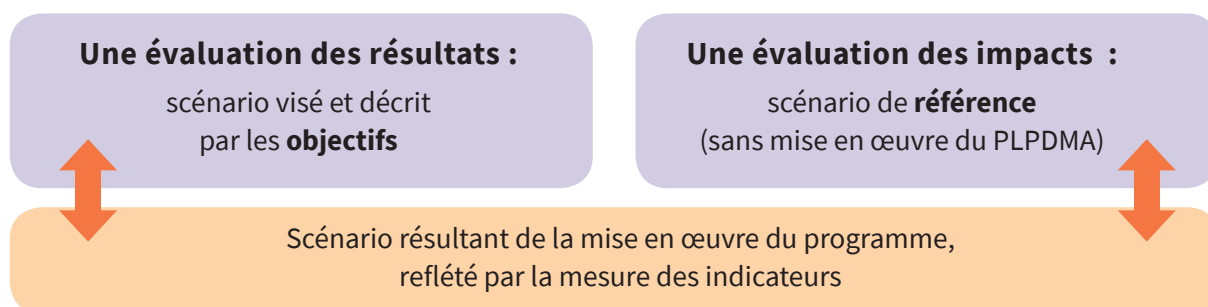 Une évaluation des résultats :
scénario visé et décrit
par les objectifs
Une évaluation des impacts :
scénario de référence
(sans mise en œuvre du PLPDMA)
Scénario résultant de la mise en œuvre du programme,
reflété par la mesure des indicateurs